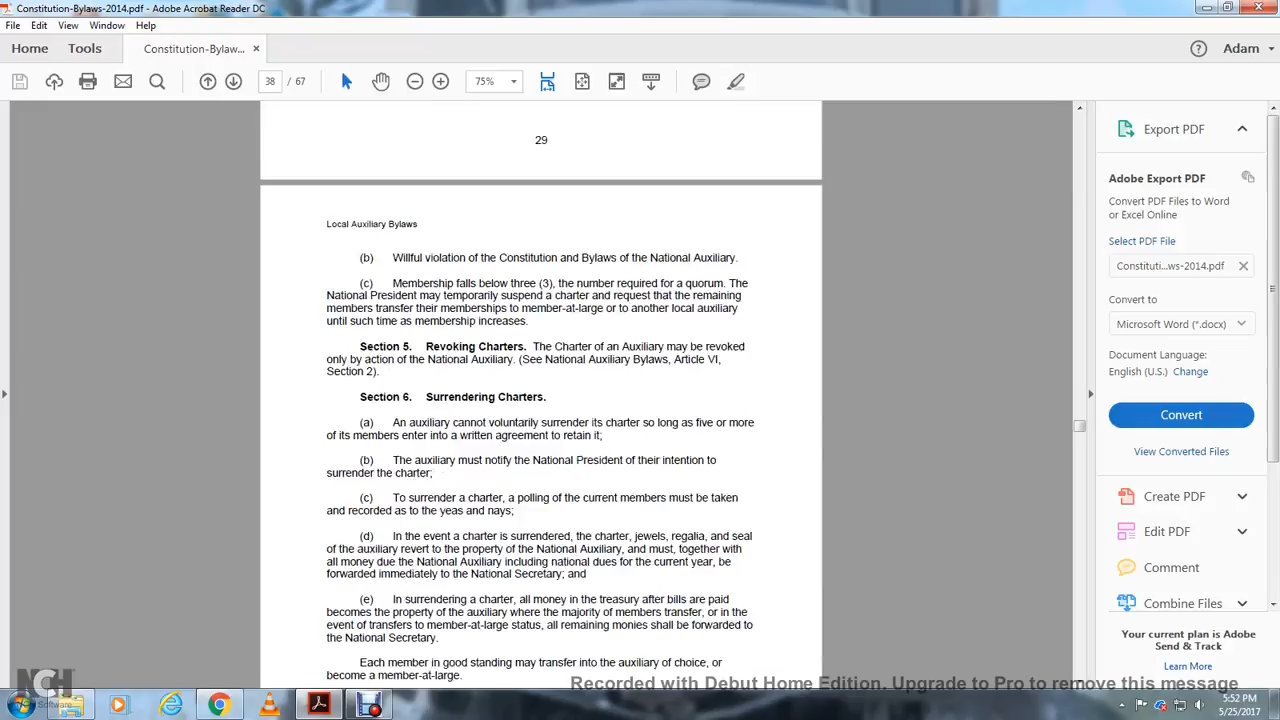 Constitution-Bylaws-2014.pdf - Adobe Acrobat Reader DC
File Edit View Window Help
Home Tools Constitution-Bylaw... × Adam
38 / 67 75%
29
Local Auxiliary Bylaws
(b) Willful violation of the Constitution and Bylaws of the National Auxiliary.
(c) Membership falls below three (3), the number required for a quorum. The
National President may temporarily suspend a charter and request that the remaining
members transfer their memberships to member-at-large or to another local auxiliary
until such time as membership increases.
Section 5. Revoking Charters. The Charter of an Auxiliary may be revoked
only by action of the National Auxiliary. (See National Auxiliary Bylaws, Article VI,
Section 2).
Section 6. Surrendering Charters.
(a) An auxiliary cannot voluntarily surrender its charter so long as five or more
of its members enter into a written agreement to retain it;
(b) The auxiliary must notify the National President of their intention to
surrender the charter;
(c) To surrender a charter, a polling of the current members must be taken
and recorded as to the yeas and nays;
(d) In the event a charter is surrendered, the charter, jewels, regalia, and seal
of the auxiliary revert to the property of the National Auxiliary, and must, together with
all money due the National Auxiliary including national dues for the current year, be
forwarded immediately to the National Secretary; and
(e) In surrendering a charter, all money in the treasury after bills are paid
becomes the property of the auxiliary where the majority of members transfer, or in the
event of transfers to member-at-large status, all remaining monies shall be forwarded to
the National Secretary.
Each member in good standing may transfer into the auxiliary of choice, or
become a member-at-large.
Export PDF
Adobe Export PDF
Convert PDF Files to Word
or Excel Online
Select PDF File
Constituti...ws-2014.pdf
Convert to
Microsoft Word (*.docx)
Document Language:
English (U.S.) Change
Convert
View Converted Files
Create PDF
Edit PDF
Comment
Combine Files
Your current plan is Adobe
Send & Track
Learn More
NCH Software
Recorded with Debut Home Edition. Upgrade to Pro to remove this message
5:52 PM
5/25/2017